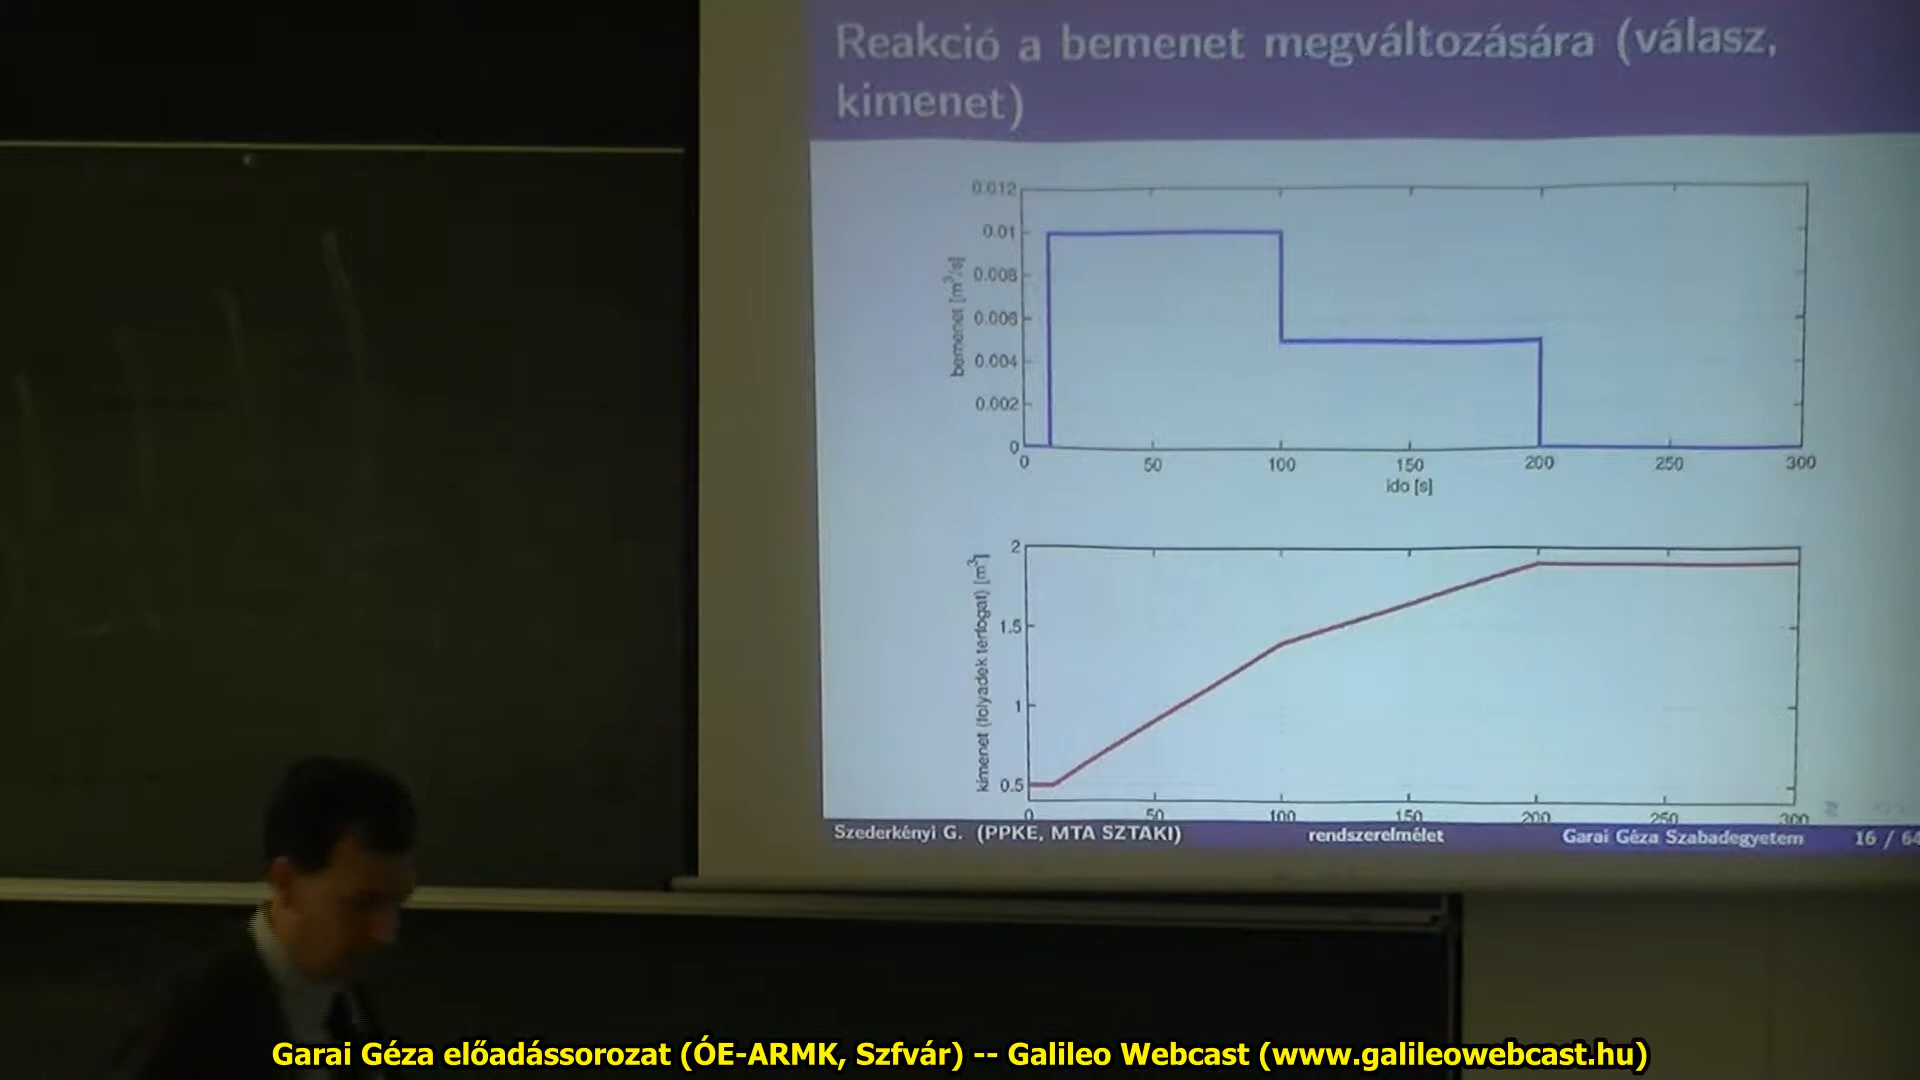 Reakció a bemenet megváltozására (válasz,
kimenet)
0.012
0.01
0.008
0.006
0.004
0.002
0
bemenet [m³/s]
0 50 100 150 200 250 300
ido [s]
2
1.5
1
0.5
kimenet (folyadek terfogat) [m³]
0 50 100 150 200 250 300
Szederkényi G. (PPKE, MTA SZTAKI) rendszerelmélet Garai Géza Szabadegyetem 16 / 64
Garai Géza előadássorozat (ÓE-ARMK, Szfvár) -- Galileo Webcast (www.galileowebcast.hu)